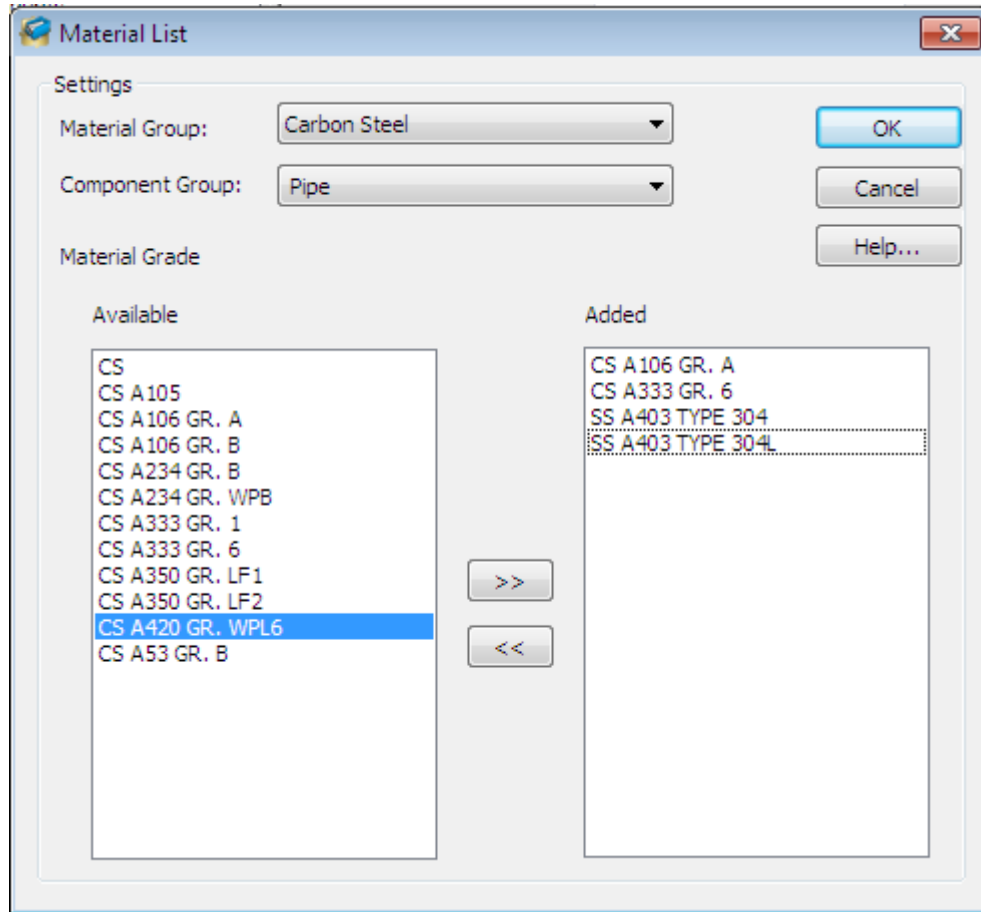 Material List
Settings
Material Group:
Carbon Steel
OK
Component Group:
Pipe
Cancel
Help...
Material Grade
Available
Added
CS
CS A105
CS A106 GR. A
CS A106 GR. B
CS A234 GR. B
CS A234 GR. WPB
CS A333 GR. 1
CS A333 GR. 6
CS A350 GR. LF1
CS A350 GR. LF2
CS A420 GR. WPL6
CS A53 GR. B
>>
<<
CS A106 GR. A
CS A333 GR. 6
SS A403 TYPE 304
SS A403 TYPE 304L